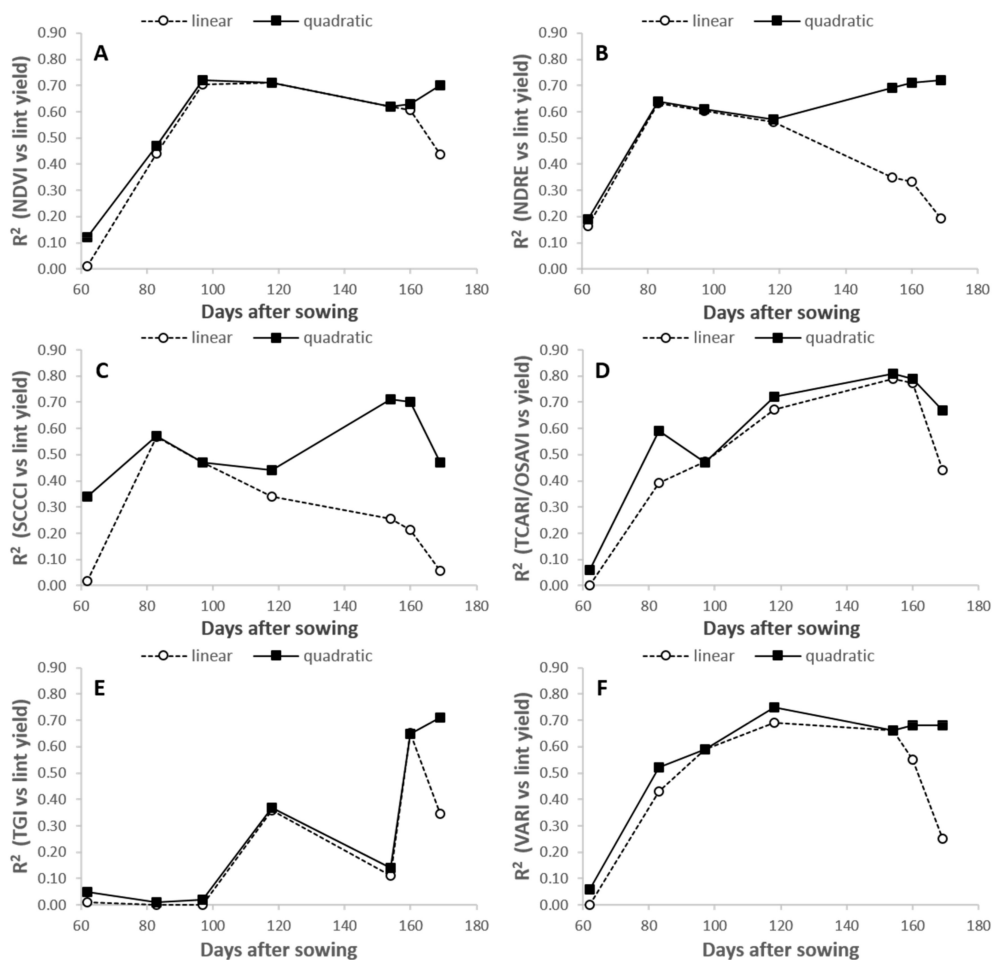 linear quadratic
A
R² (NDVI vs lint yield)
0.90
0.80
0.70
0.60
0.50
0.40
0.30
0.20
0.10
0.00
60 80 100 120 140 160 180
Days after sowing
linear quadratic
B
R² (NDRE vs lint yield)
0.90
0.80
0.70
0.60
0.50
0.40
0.30
0.20
0.10
0.00
60 80 100 120 140 160 180
Days after sowing
linear quadratic
C
R² (SCCCI vs lint yield)
0.90
0.80
0.70
0.60
0.50
0.40
0.30
0.20
0.10
0.00
60 80 100 120 140 160 180
Days after sowing
linear quadratic
D
R² (TCARI/OSAVI vs yield)
0.90
0.80
0.70
0.60
0.50
0.40
0.30
0.20
0.10
0.00
60 80 100 120 140 160 180
Days after sowing
linear quadratic
E
R² (TGI vs lint yield)
0.90
0.80
0.70
0.60
0.50
0.40
0.30
0.20
0.10
0.00
60 80 100 120 140 160 180
Days after sowing
linear quadratic
F
R² (VARI vs lint yield)
0.90
0.80
0.70
0.60
0.50
0.40
0.30
0.20
0.10
0.00
60 80 100 120 140 160 180
Days after sowing